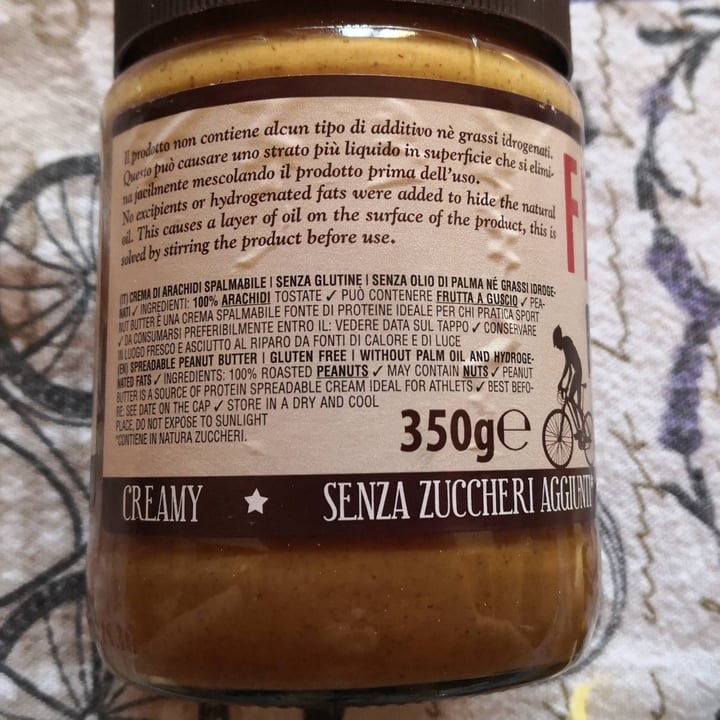 Il prodotto non contiene alcun tipo di additivo nè grassi idrogenati.
Questo può causare uno strato più liquido in superficie che si elimi-
na facilmente mescolando il prodotto prima dell'uso.
No excipients or hydrogenated fats were added to hide the natural
oil. This causes a layer of oil on the surface of the product, this is
solved by stirring the product before use.
(IT) CREMA DI ARACHIDI SPALMABILE | SENZA GLUTINE | SENZA OLIO DI PALMA NÉ GRASSI IDROGE-
NATI ✓ INGREDIENTI: 100% ARACHIDI TOSTATE ✓ PUÒ CONTENERE FRUTTA A GUSCIO ✓ PEA-
NUT BUTTER È UNA CREMA SPALMABILE FONTE DI PROTEINE IDEALE PER CHI PRATICA SPORT
✓ DA CONSUMARSI PREFERIBILMENTE ENTRO IL: VEDERE DATA SUL TAPPO ✓ CONSERVARE
IN LUOGO FRESCO E ASCIUTTO AL RIPARO DA FONTI DI CALORE E DI LUCE
(EN) SPREADABLE PEANUT BUTTER | GLUTEN FREE | WITHOUT PALM OIL AND HYDROGE-
NATED FATS ✓ INGREDIENTS: 100% ROASTED PEANUTS ✓ MAY CONTAIN NUTS ✓ PEANUT
BUTTER IS A SOURCE OF PROTEIN SPREADABLE CREAM IDEAL FOR ATHLETS ✓ BEST BEFO-
RE: SEE DATE ON THE CAP ✓ STORE IN A DRY AND COOL
PLACE, DO NOT EXPOSE TO SUNLIGHT
*CONTIENE IN NATURA ZUCCHERI.
350g℮
CREAMY ★ SENZA ZUCCHERI AGGIUNTI*